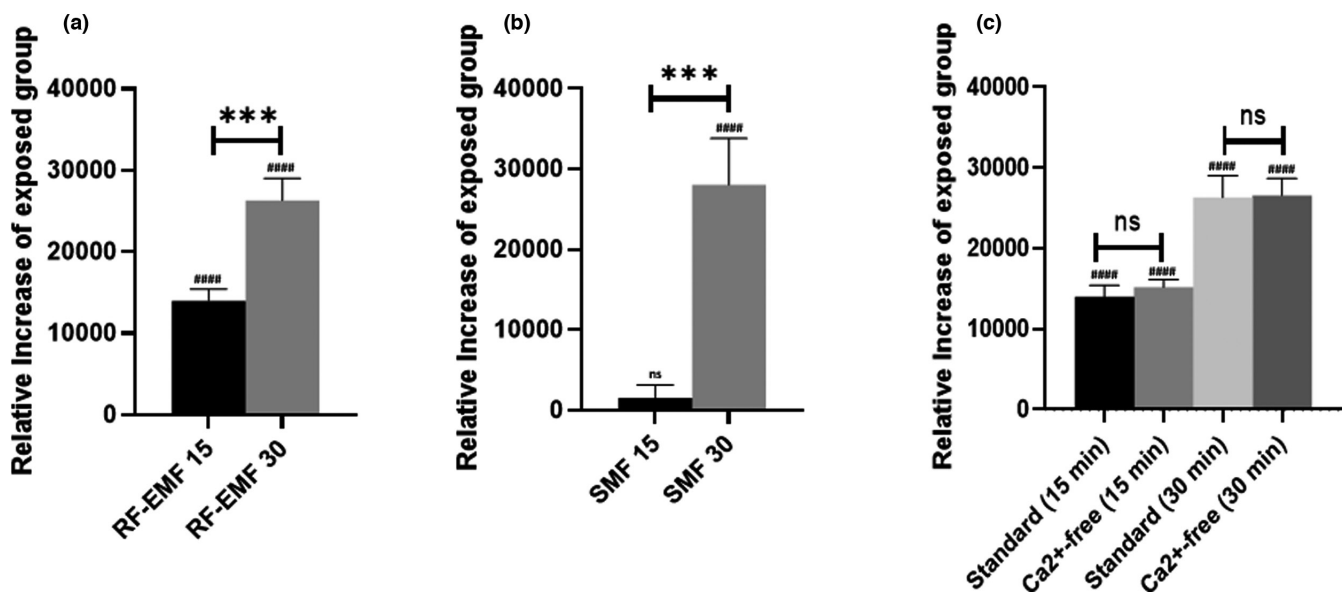 (a)
Relative Increase of exposed group
40000
30000
20000
10000
0
***
####
####
RF-EMF 15
RF-EMF 30
(b)
Relative Increase of exposed group
40000
30000
20000
10000
0
***
ns
####
SMF 15
SMF 30
(c)
Relative Increase of exposed group
40000
30000
20000
10000
0
ns
ns
####
####
####
####
Standard (15 min)
Ca2+-free (15 min)
Standard (30 min)
Ca2+-free (30 min)